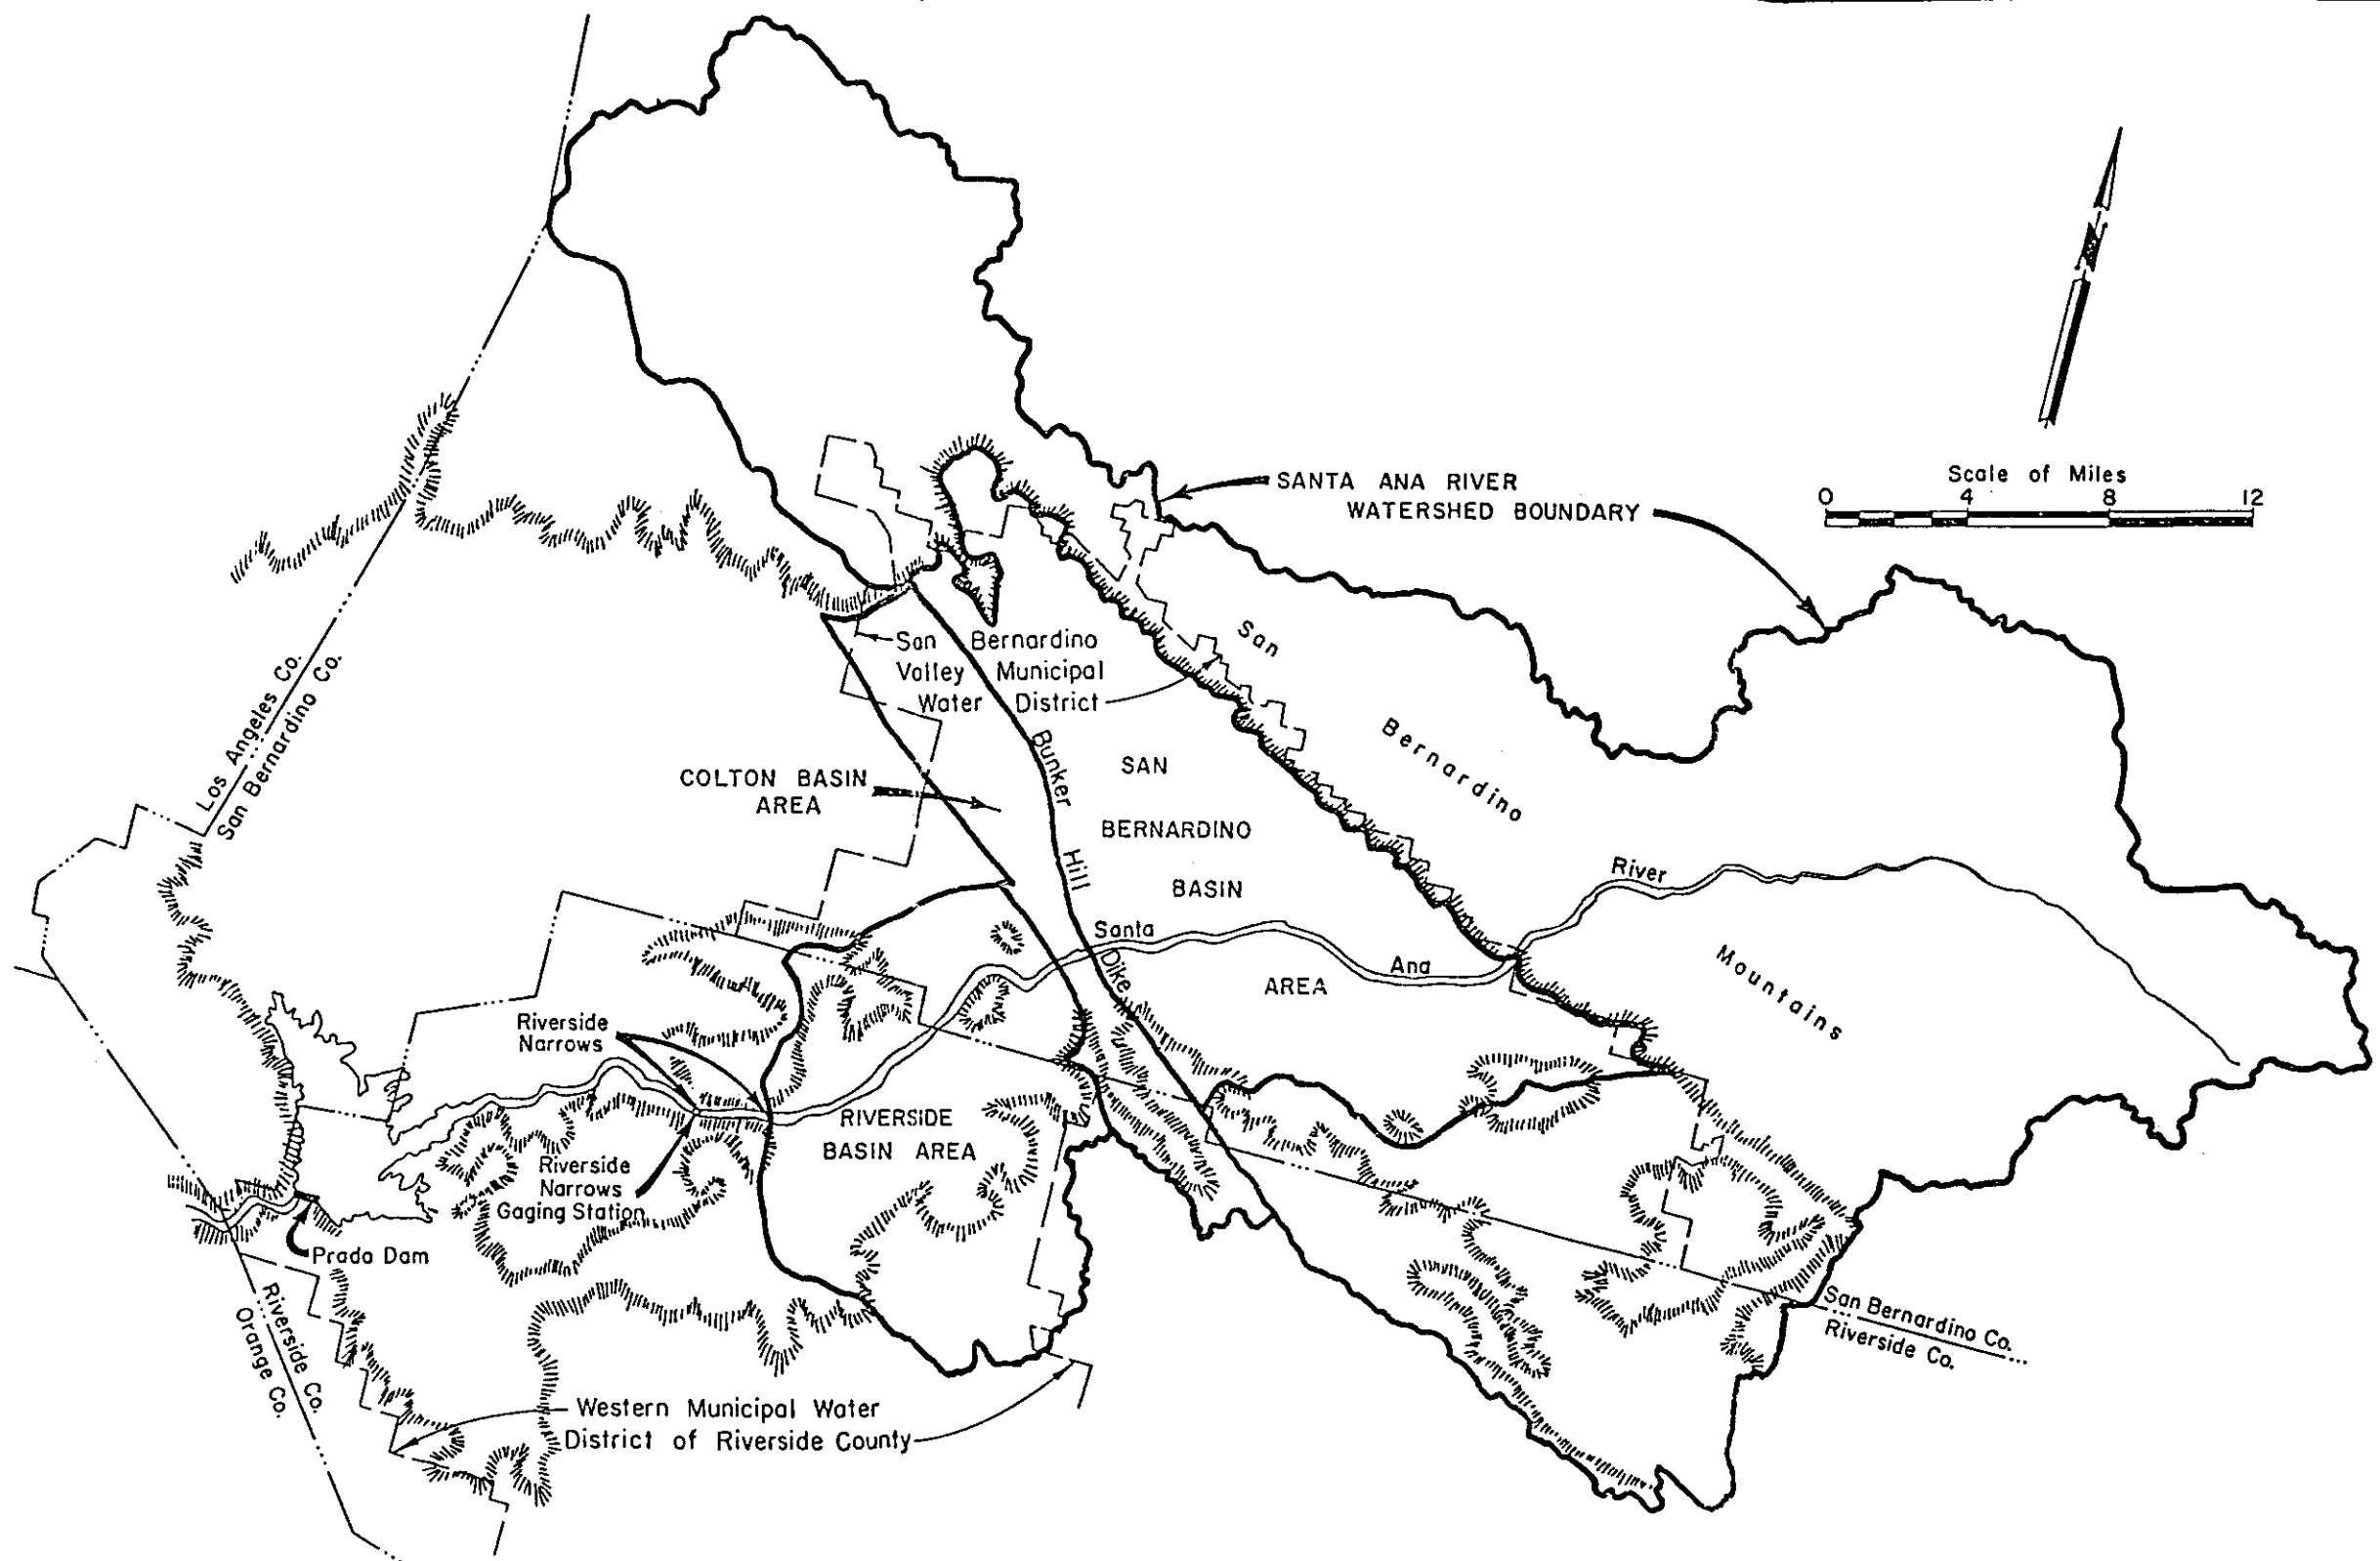 SANTA ANA RIVER
WATERSHED BOUNDARY
Scale of Miles
0 4 8 12
San Bernardino
Valley Municipal
Water District
San
Bernardino
Mountains
Los Angeles Co.
San Bernardino Co.
COLTON BASIN
AREA
Bunker
Hill
Dike
SAN
BERNARDINO
BASIN
AREA
Santa
Ana
River
Riverside
Narrows
RIVERSIDE
BASIN AREA
Riverside
Narrows
Gaging Station
Prado Dam
Riverside Co.
Orange Co.
San Bernardino Co.
Riverside Co.
Western Municipal Water
District of Riverside County